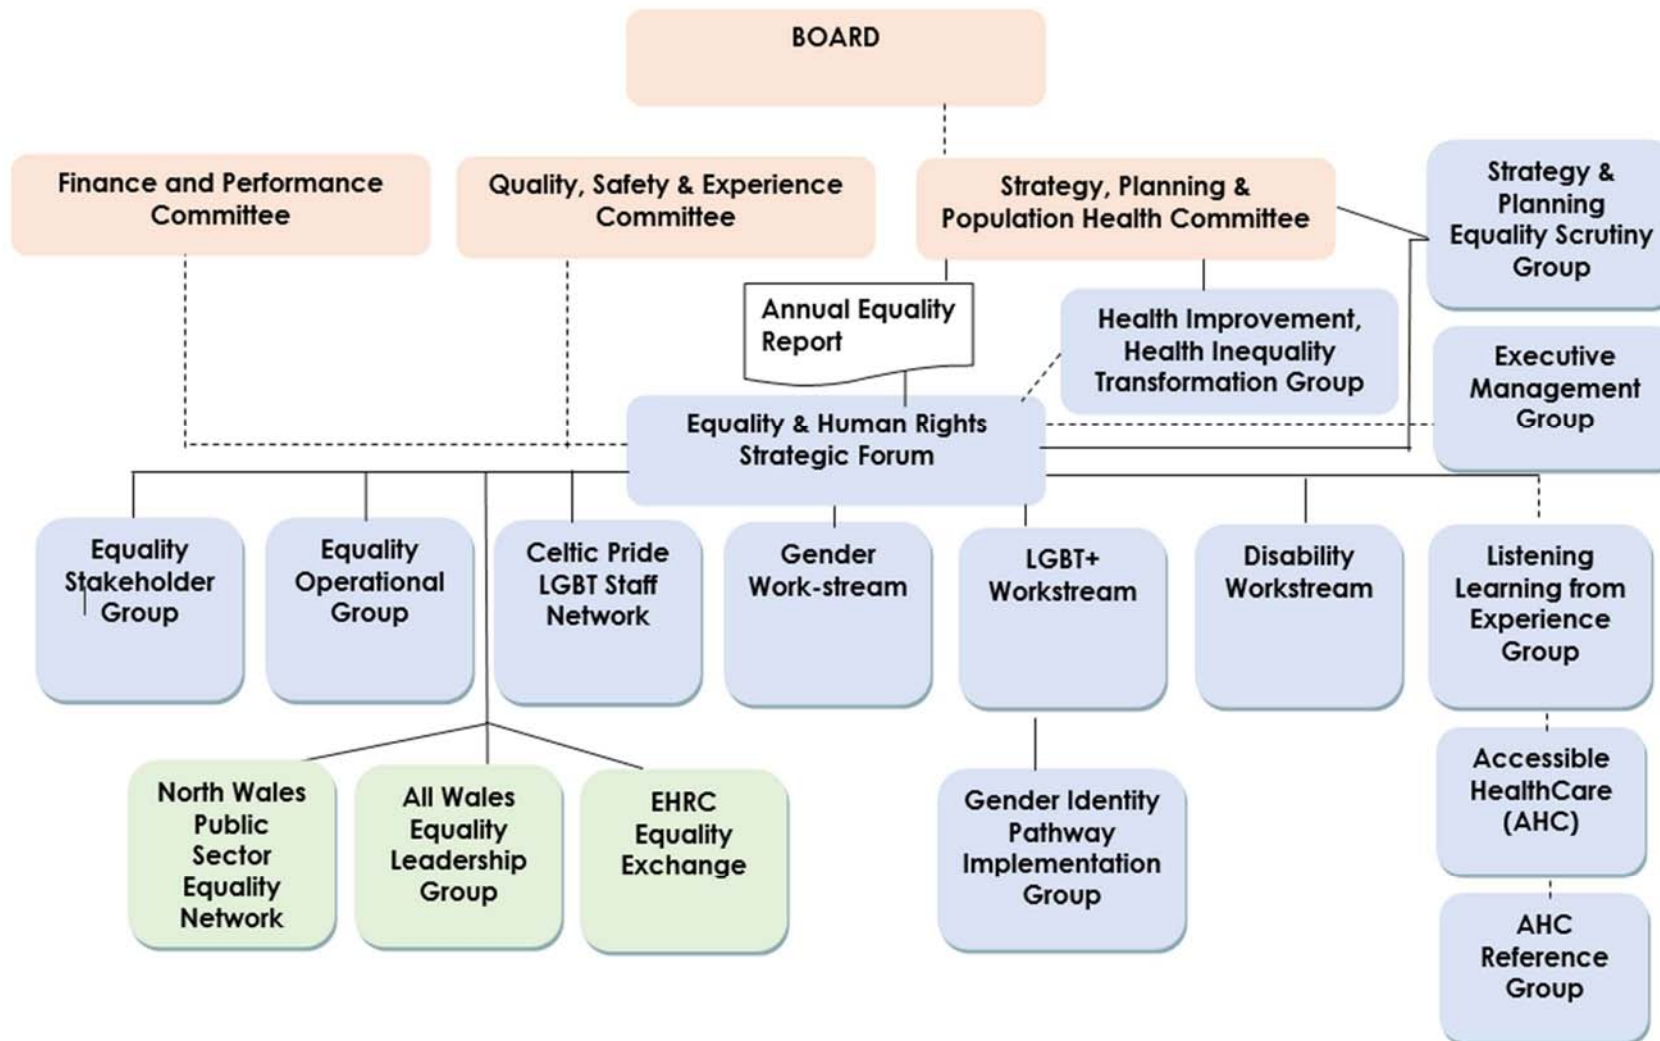 BOARD
Finance and Performance
Committee
Quality, Safety & Experience
Committee
Strategy, Planning &
Population Health Committee
Strategy &
Planning
Equality Scrutiny
Group
Annual Equality
Report
Health Improvement,
Health Inequality
Transformation Group
Executive
Management
Group
Equality & Human Rights
Strategic Forum
Equality
Stakeholder
Group
Equality
Operational
Group
Celtic Pride
LGBT Staff
Network
Gender
Work-stream
LGBT+
Workstream
Disability
Workstream
Listening
Learning from
Experience
Group
North Wales
Public
Sector
Equality
Network
All Wales
Equality
Leadership
Group
EHRC
Equality
Exchange
Gender Identity
Pathway
Implementation
Group
Accessible
HealthCare
(AHC)
AHC
Reference
Group